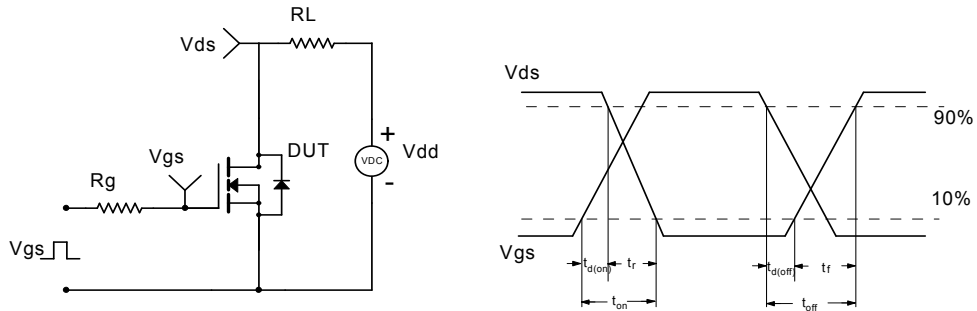 RL
Vds
DUT
+
VDC
Vdd
-
Vgs
Rg
Vgs
Vds
90%
10%
Vgs
td(on)
tr
ton
td(off)
tf
toff